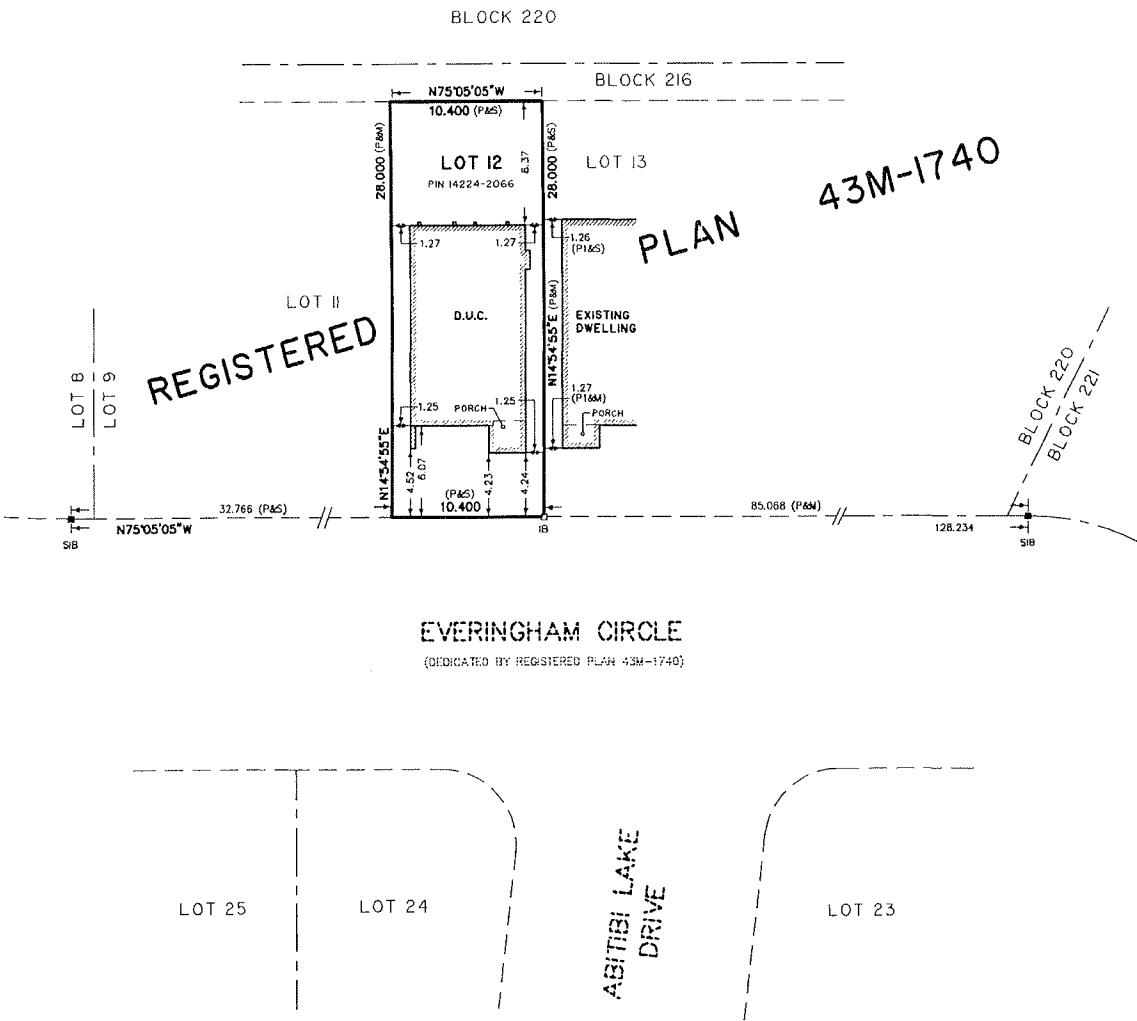 BLOCK 220
BLOCK 216
N75°05'05"W
10.400 (P&S)
28.000 (P&M)
LOT 12
PIN 14224-2066
8.37
28.000 (P&S)
LOT 13
43M-1740
PLAN
1.27
1.27
1.26
(P1&S)
LOT 11
D.U.C.
N14°54'55"E (P&M)
EXISTING
DWELLING
REGISTERED
LOT 8
LOT 9
BLOCK 220
BLOCK 221
1.25
PORCH
1.25
1.27
(P1&M)
PORCH
N14°54'55"E
4.52
6.07
4.23
4.24
(P&S)
10.400
32.766 (P&S)
85.068 (P&M)
N75°05'05"W
128.234
SIB
IB
SIB
EVERINGHAM CIRCLE
(DEDICATED BY REGISTERED PLAN 43M-1740)
LOT 25
LOT 24
ABITIBI LAKE
DRIVE
LOT 23